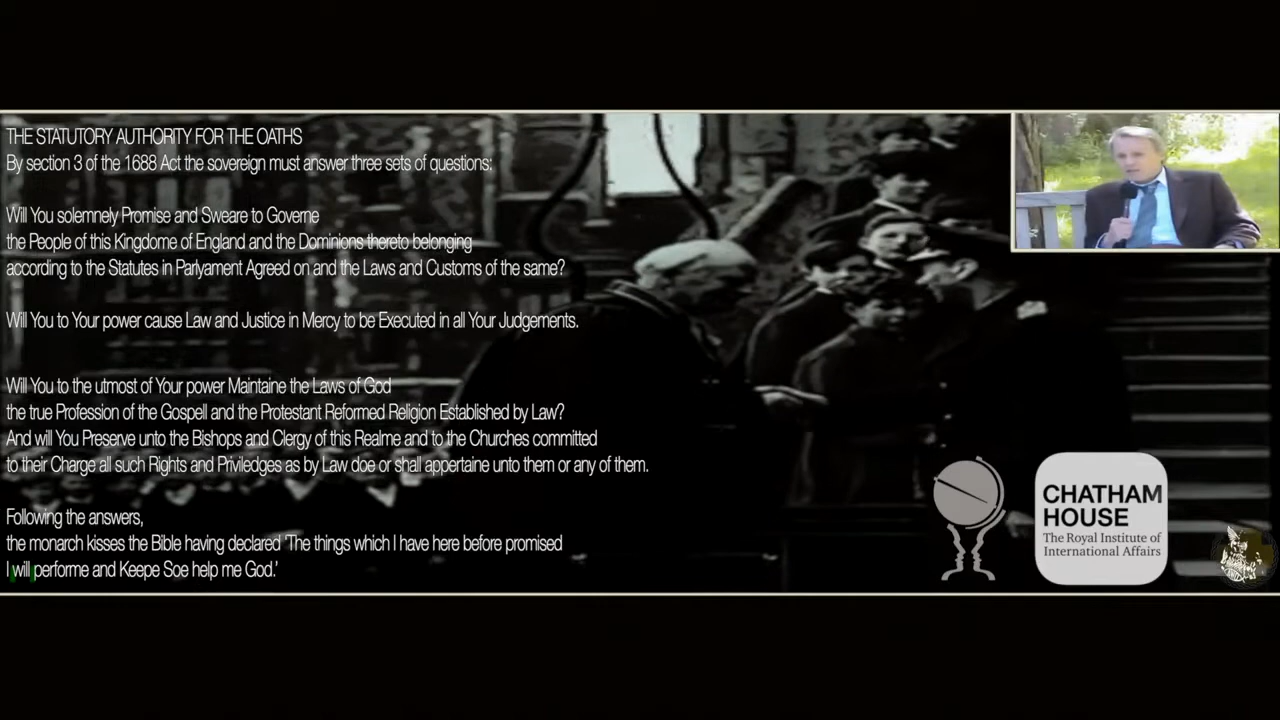 THE STATUTORY AUTHORITY FOR THE OATHS
By section 3 of the 1688 Act the sovereign must answer three sets of questions:
Will You solemnely Promise and Sweare to Governe
the People of this Kingdome of England and the Dominions thereto belonging
according to the Statutes in Parlyament Agreed on and the Laws and Customs of the same?
Will You to Your power cause Law and Justice in Mercy to be Executed in all Your Judgements.
Will You to the utmost of Your power Maintaine the Laws of God
the true Profession of the Gospell and the Protestant Reformed Religion Established by Law?
And will You Preserve unto the Bishops and Clergy of this Realme and to the Churches committed
to their Charge all such Rights and Priviledges as by Law doe or shall appertaine unto them or any of them.
Following the answers,
the monarch kisses the Bible having declared 'The things which I have here before promised
I will performe and Keepe Soe help me God.'
CHATHAM
HOUSE
The Royal Institute of
International Affairs